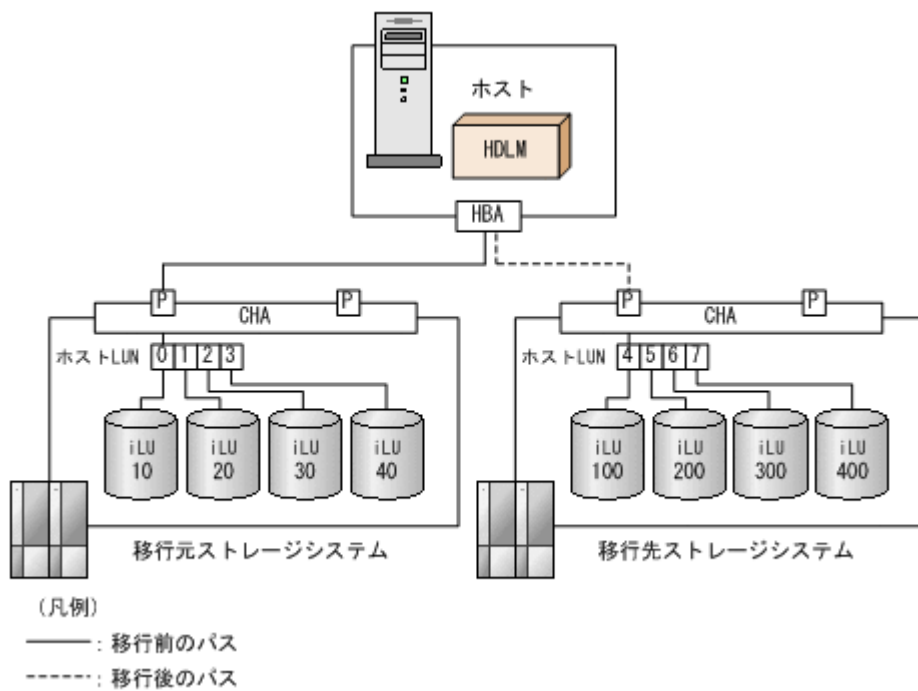 ホスト
HDLM
HBA
P
P
CHA
ホストLUN 0 1 2 3
iLU 10
iLU 20
iLU 30
iLU 40
移行元ストレージシステム
P
P
CHA
ホストLUN 4 5 6 7
iLU 100
iLU 200
iLU 300
iLU 400
移行先ストレージシステム
(凡例)
: 移行前のパス
: 移行後のパス